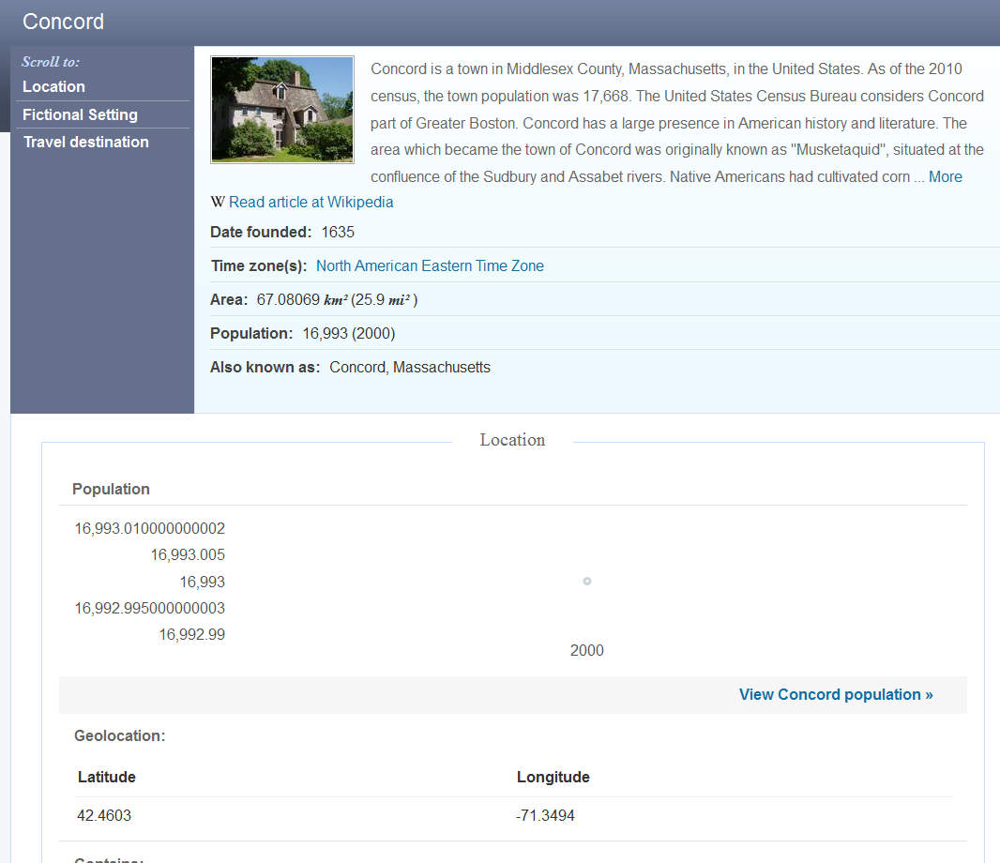 Concord
Scroll to:
Location
Fictional Setting
Travel destination
Concord is a town in Middlesex County, Massachusetts, in the United States. As of the 2010
census, the town population was 17,668. The United States Census Bureau considers Concord
part of Greater Boston. Concord has a large presence in American history and literature. The
area which became the town of Concord was originally known as "Musketaquid", situated at the
confluence of the Sudbury and Assabet rivers. Native Americans had cultivated corn ... More
W Read article at Wikipedia
Date founded: 1635
Time zone(s): North American Eastern Time Zone
Area: 67.08069 km² (25.9 mi² )
Population: 16,993 (2000)
Also known as: Concord, Massachusetts
Location
Population
16,993.010000000002
16,993.005
16,993
16,992.995000000003
16,992.99
2000
View Concord population »
Geolocation:
Latitude Longitude
42.4603 -71.3494
Contains: